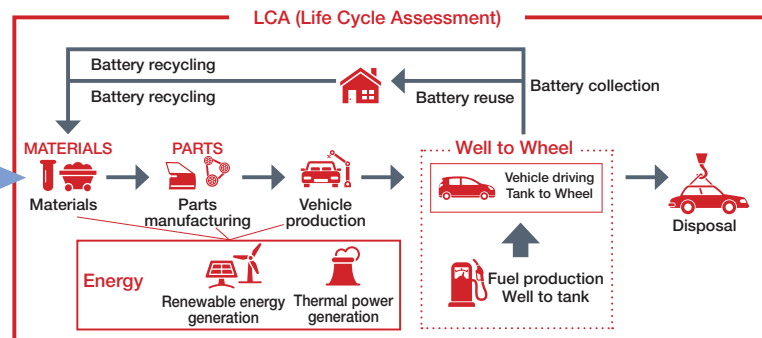 LCA (Life Cycle Assessment)
Battery recycling
Battery recycling
Battery reuse
Battery collection
MATERIALS
PARTS
Well to Wheel
Vehicle driving
Tank to Wheel
Materials
Parts
manufacturing
Vehicle
production
Disposal
Energy
Renewable energy
generation
Thermal power
generation
Fuel production
Well to tank